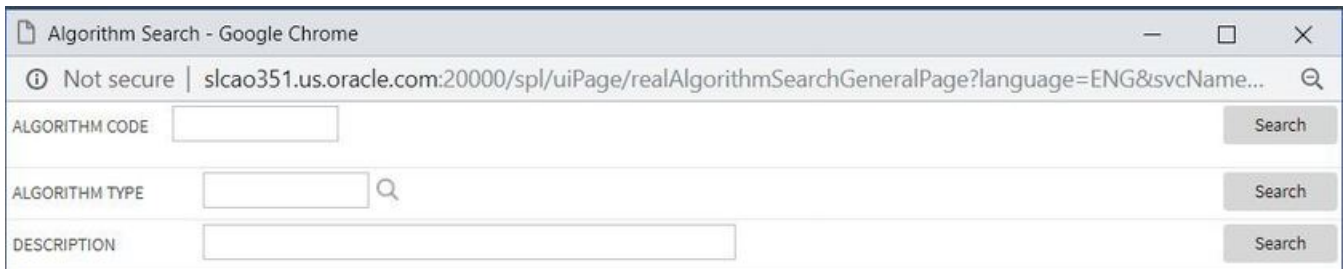 Algorithm Search - Google Chrome
Not secure | slcao351.us.oracle.com:20000/spl/uiPage/realAlgorithmSearchGeneralPage?language=ENG&svcName...
ALGORITHM CODE Search
ALGORITHM TYPE Search
DESCRIPTION Search